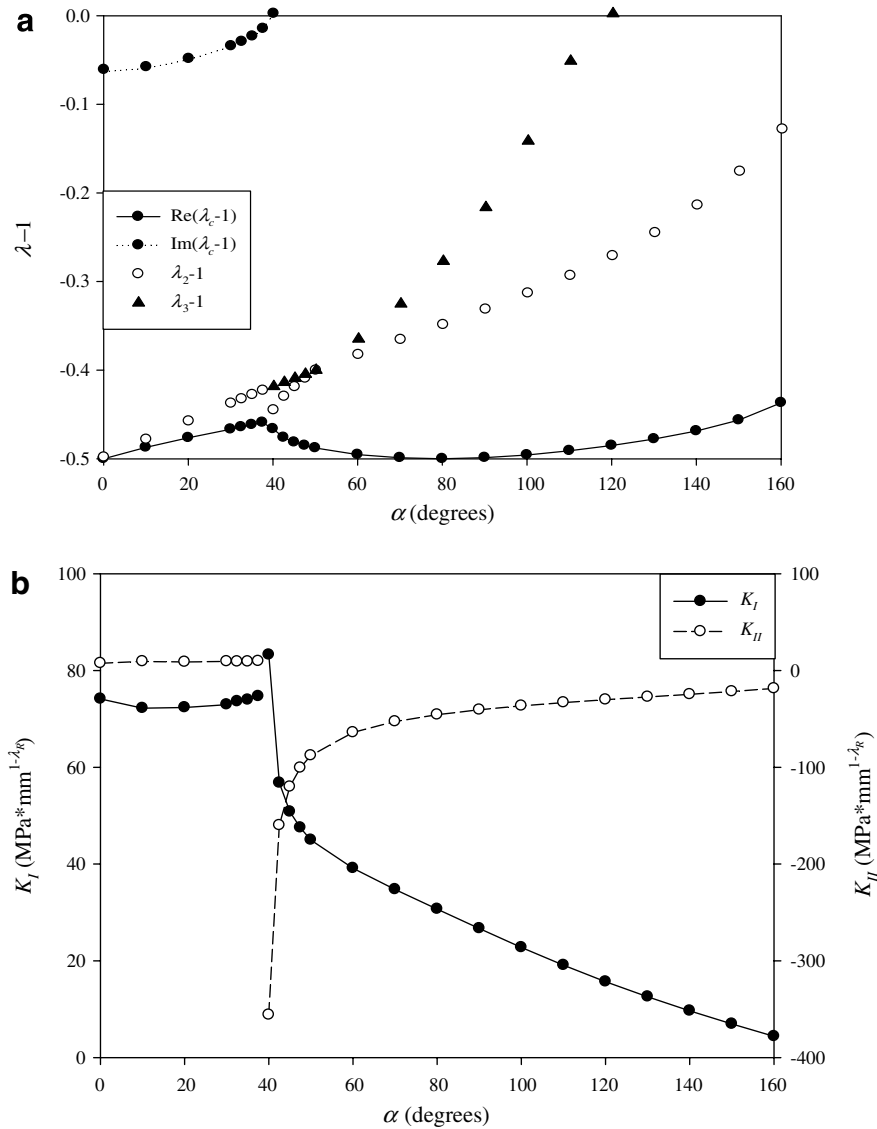 a
0.0
-0.1
-0.2
-0.3
-0.4
-0.5
λ−1
Re(λc-1)
Im(λc-1)
λ2-1
λ3-1
0 20 40 60 80 100 120 140 160
α (degrees)
b
100
80
60
40
20
0
KI (MPa*mm1-λR)
KI
KII
100
0
-100
-200
-300
-400
KII (MPa*mm1-λR)
0 20 40 60 80 100 120 140 160
α (degrees)